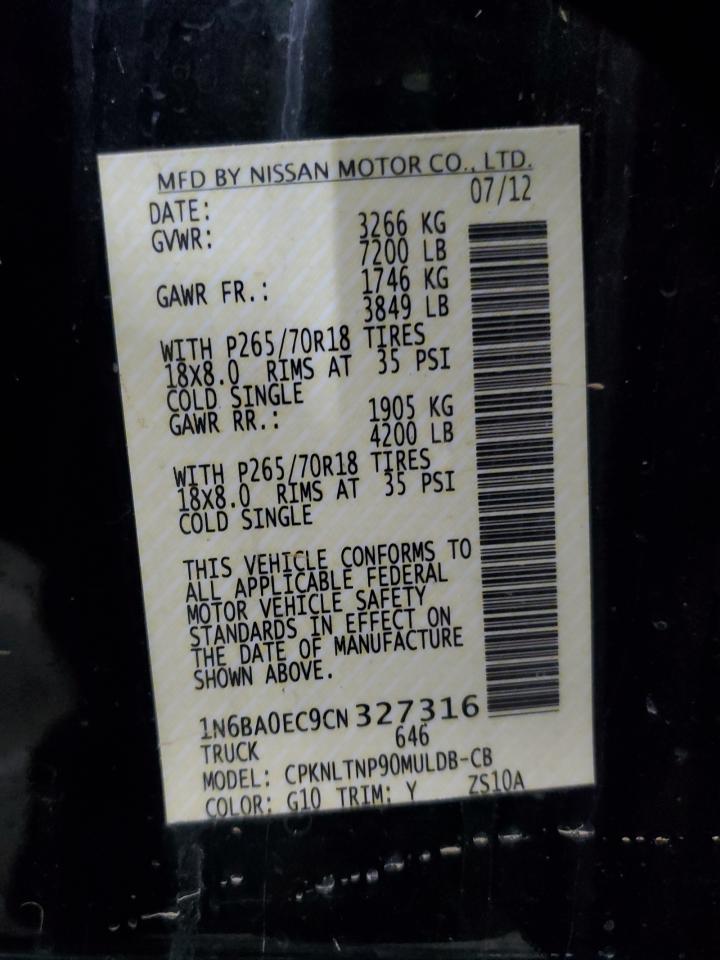 MFD BY NISSAN MOTOR CO., LTD.
DATE: 07/12
GVWR: 3266 KG
7200 LB
GAWR FR.: 1746 KG
3849 LB
WITH P265/70R18 TIRES
18X8.0 RIMS AT 35 PSI
COLD SINGLE
GAWR RR.: 1905 KG
4200 LB
WITH P265/70R18 TIRES
18X8.0 RIMS AT 35 PSI
COLD SINGLE
THIS VEHICLE CONFORMS TO
ALL APPLICABLE FEDERAL
MOTOR VEHICLE SAFETY
STANDARDS IN EFFECT ON
THE DATE OF MANUFACTURE
SHOWN ABOVE.
1N6BA0EC9CN327316
TRUCK 646
MODEL: CPKNLTNP90MULDB-CB
COLOR: G10 TRIM: Y ZS10A